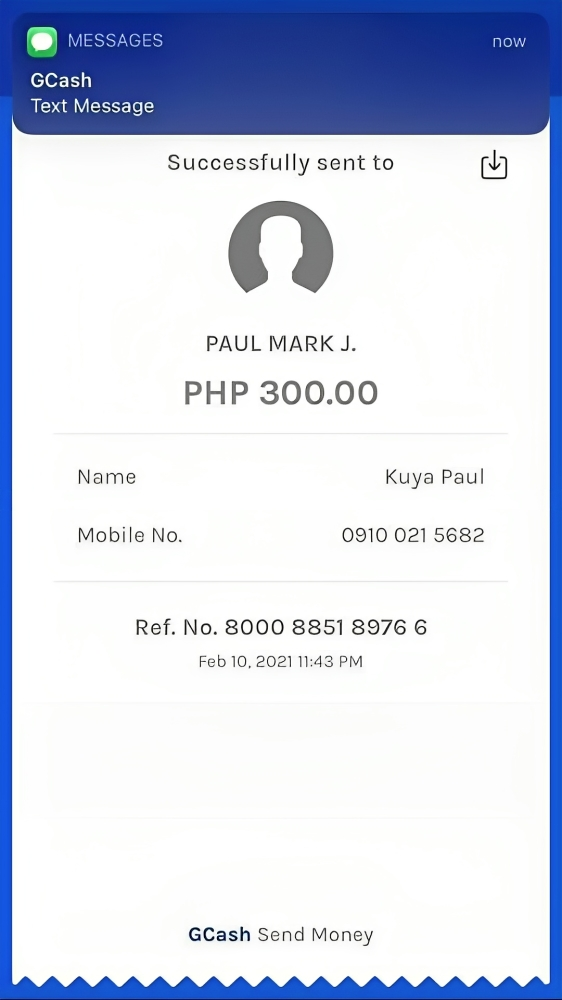 MESSAGES now
GCash
Text Message
Successfully sent to
PAUL MARK J.
PHP 300.00
Name Kuya Paul
Mobile No. 0910 021 5682
Ref. No. 8000 8851 8976 6
Feb 10, 2021 11:43 PM
GCash Send Money